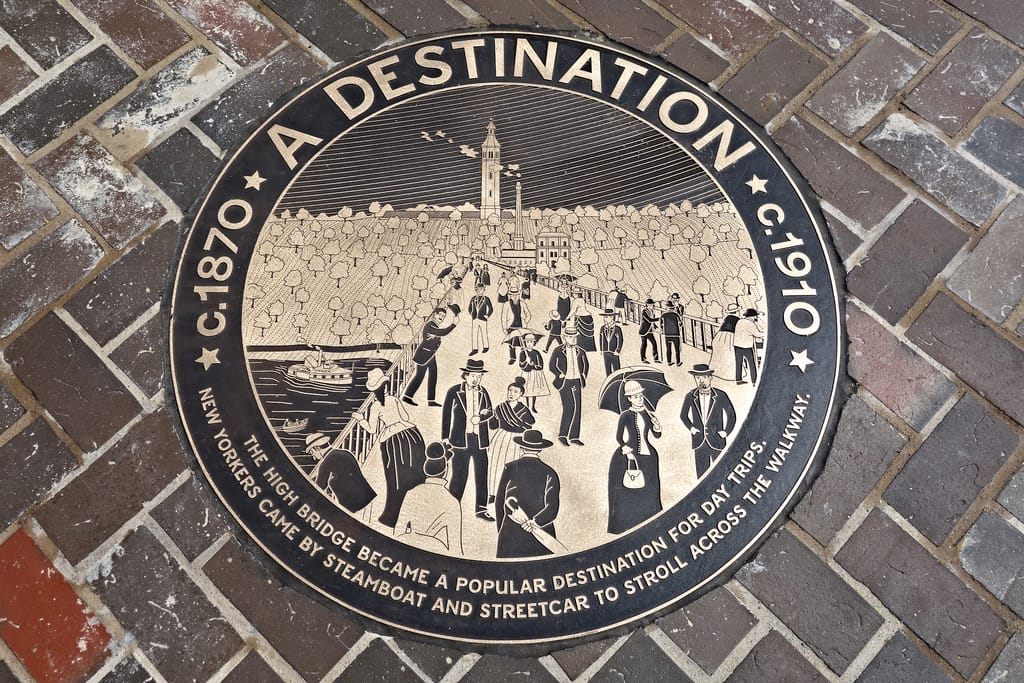 A DESTINATION
C.1870
C.1910
THE HIGH BRIDGE BECAME A POPULAR DESTINATION FOR DAY TRIPS.
NEW YORKERS CAME BY STEAMBOAT AND STREETCAR TO STROLL ACROSS THE WALKWAY.